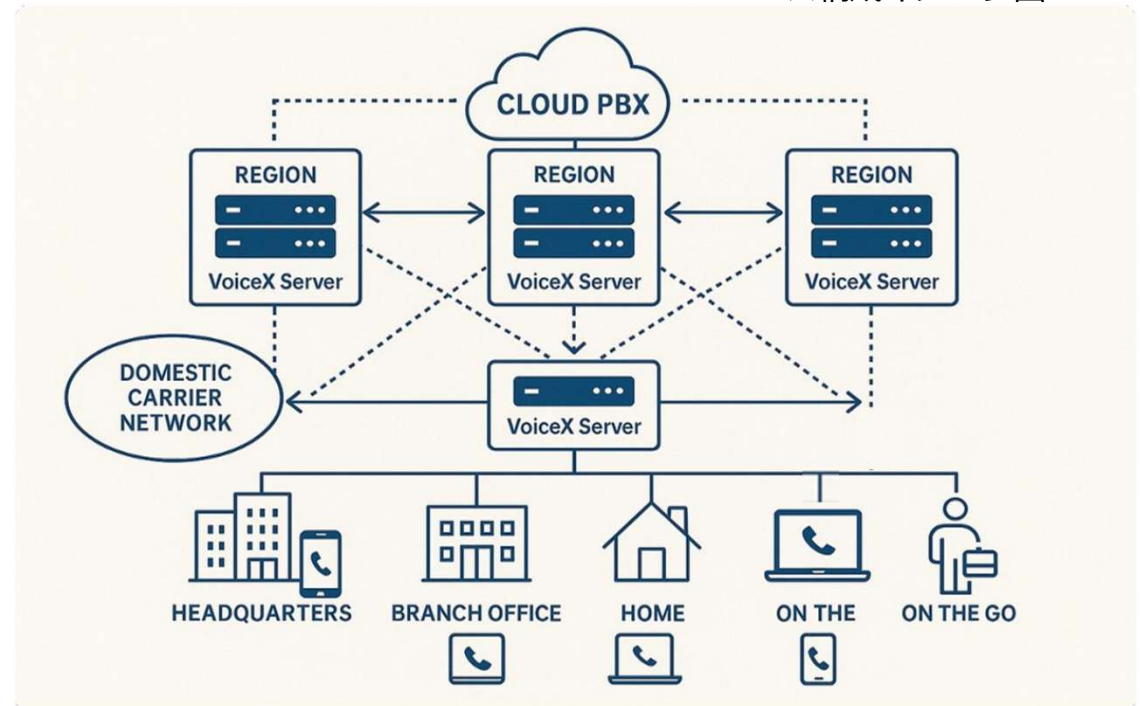 CLOUD PBX
REGION
VoiceX Server
REGION
VoiceX Server
REGION
VoiceX Server
DOMESTIC
CARRIER
NETWORK
VoiceX Server
HEADQUARTERS
BRANCH OFFICE
HOME
ON THE
ON THE GO